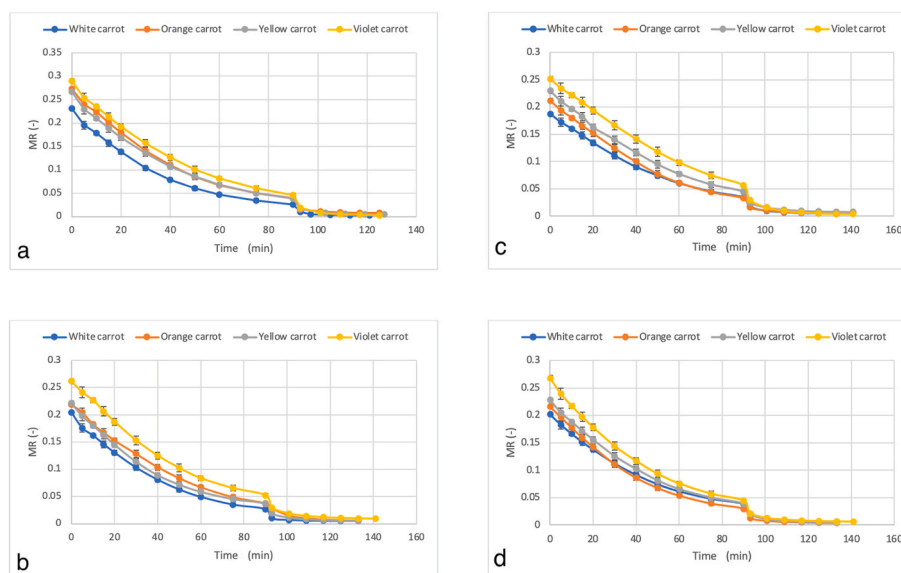 White carrot Orange carrot Yellow carrot Violet carrot
0.35
0.3
0.25
0.2
0.15
0.1
0.05
0
MR (-)
0 20 40 60 80 100 120 140
Time (min)
a
White carrot Orange carrot Yellow carrot Violet carrot
0.3
0.25
0.2
0.15
0.1
0.05
0
MR (-)
0 20 40 60 80 100 120 140 160
Time (min)
c
White carrot Orange carrot Yellow carrot Violet carrot
0.3
0.25
0.2
0.15
0.1
0.05
0
MR (-)
0 20 40 60 80 100 120 140 160
Time (min)
b
White carrot Orange carrot Yellow carrot Violet carrot
0.3
0.25
0.2
0.15
0.1
0.05
0
MR (-)
0 20 40 60 80 100 120 140 160
Time (min)
d